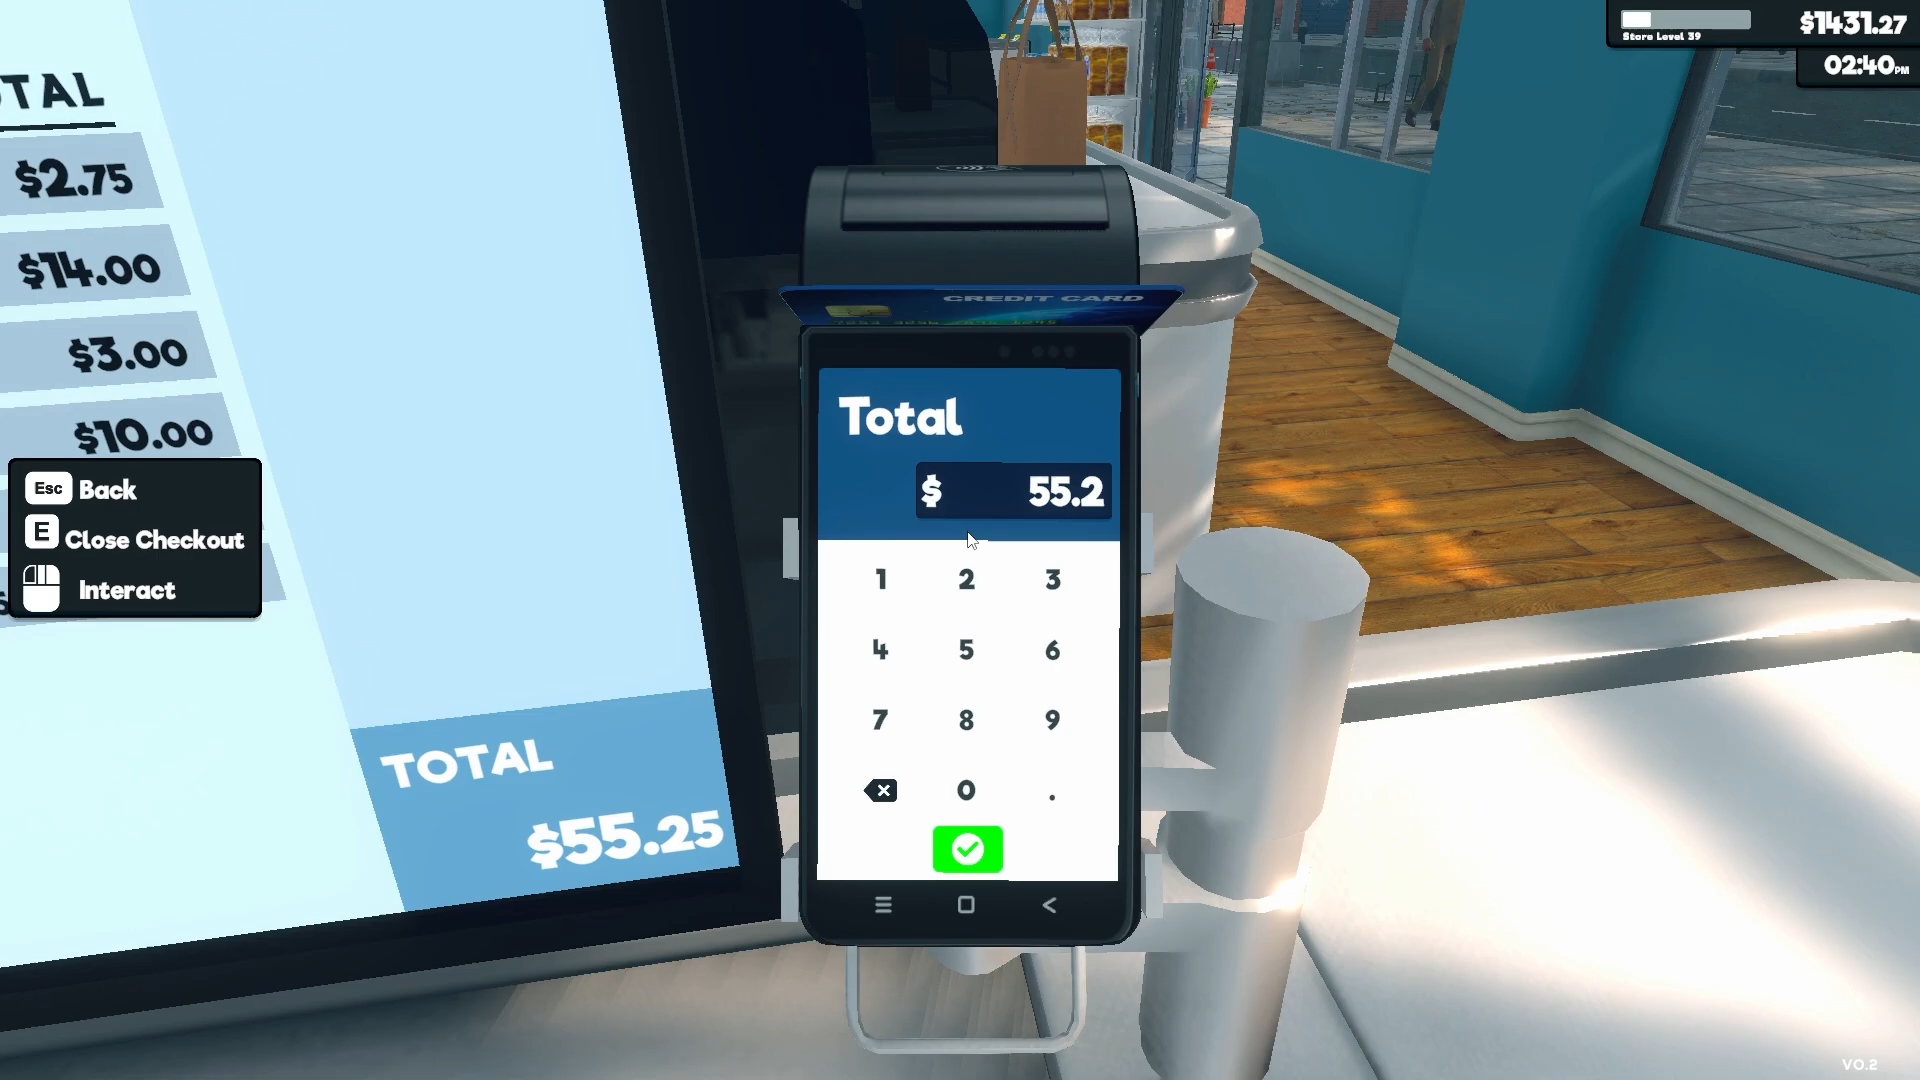 $1431.27
Store Level 39
02:40PM
TOTAL
$2.75
$14.00
$3.00
$10.00
Esc Back
E Close Checkout
Interact
TOTAL
$55.25
CREDIT CARD
Total
$ 55.2
1 2 3
4 5 6
7 8 9
0 .
V0.2